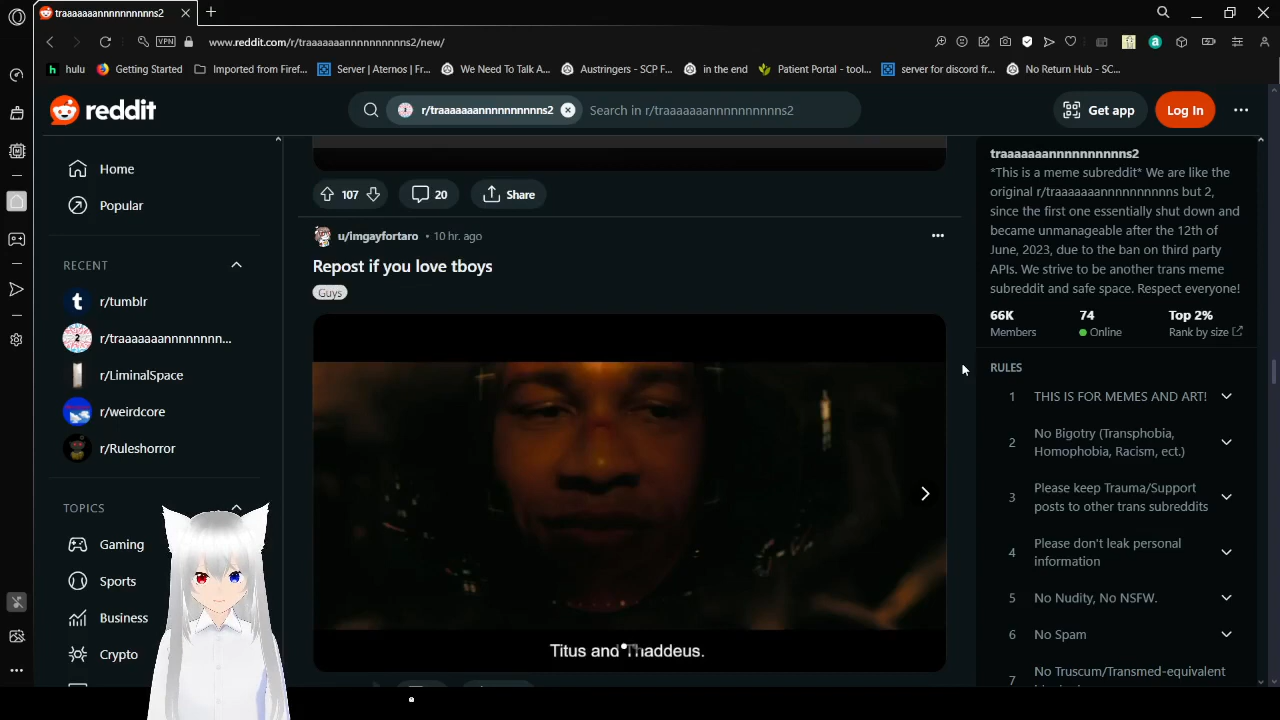 traaaaaaannnnnnnnnns2
www.reddit.com/r/traaaaaaannnnnnnnnns2/new/
VPN
hulu
Getting Started
Imported from Firef...
Server | Aternos | Fr...
We Need To Talk A...
Austringers - SCP F...
in the end
Patient Portal - tool...
server for discord fr...
No Return Hub - SC...
reddit
r/traaaaaaannnnnnnnnns2
Search in r/traaaaaaannnnnnnnnns2
Get app
Log In
Home
Popular
RECENT
r/tumblr
r/traaaaaaannnnnnn...
r/LiminalSpace
r/weirdcore
r/Ruleshorror
TOPICS
Gaming
Sports
Business
Crypto
107
20
Share
u/imgayfortaro • 10 hr. ago
Repost if you love tboys
Guys
Titus and Thaddeus.
traaaaaaannnnnnnnnns2
*This is a meme subreddit* We are like the
original r/traaaaaaannnnnnnnnns but 2,
since the first one essentially shut down and
became unmanageable after the 12th of
June, 2023, due to the ban on third party
APIs. We strive to be another trans meme
subreddit and safe space. Respect everyone!
66K
Members
74
Online
Top 2%
Rank by size
RULES
1 THIS IS FOR MEMES AND ART!
2 No Bigotry (Transphobia,
Homophobia, Racism, ect.)
3 Please keep Trauma/Support
posts to other trans subreddits
4 Please don't leak personal
information
5 No Nudity, No NSFW.
6 No Spam
7 No Truscum/Transmed-equivalent